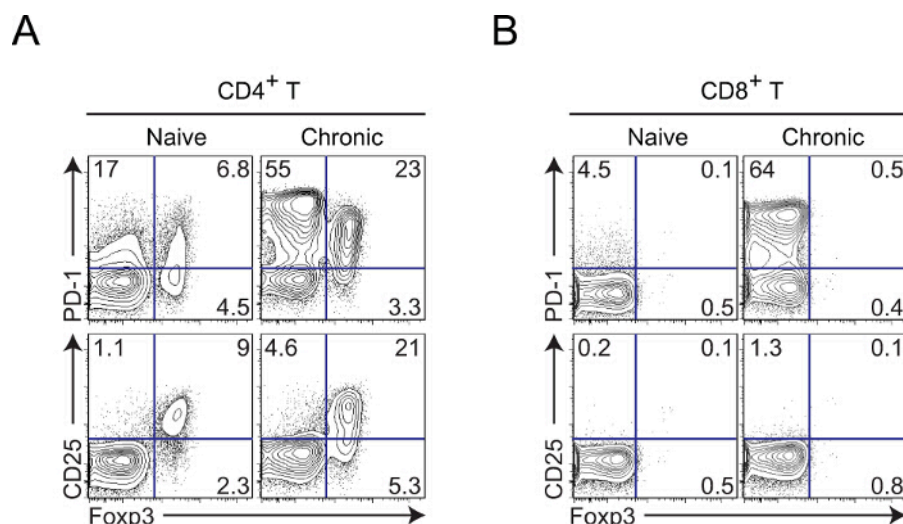 A B
CD4+ T CD8+ T
Naive Chronic Naive Chronic
17 6.8 55 23 4.5 0.1 64 0.5
PD-1 PD-1
4.5 3.3 0.5 0.4
1.1 9 4.6 21 0.2 0.1 1.3 0.1
CD25 CD25
2.3 5.3 0.5 0.8
Foxp3 Foxp3